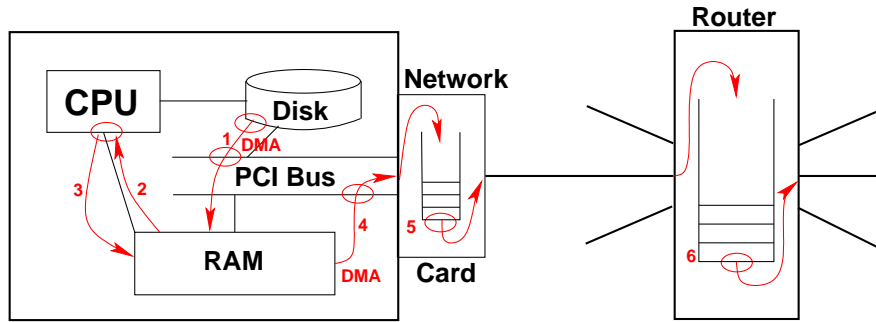 Router
Network
CPU
Disk
1
DMA
PCI Bus
3
2
4
5
6
RAM
DMA
Card